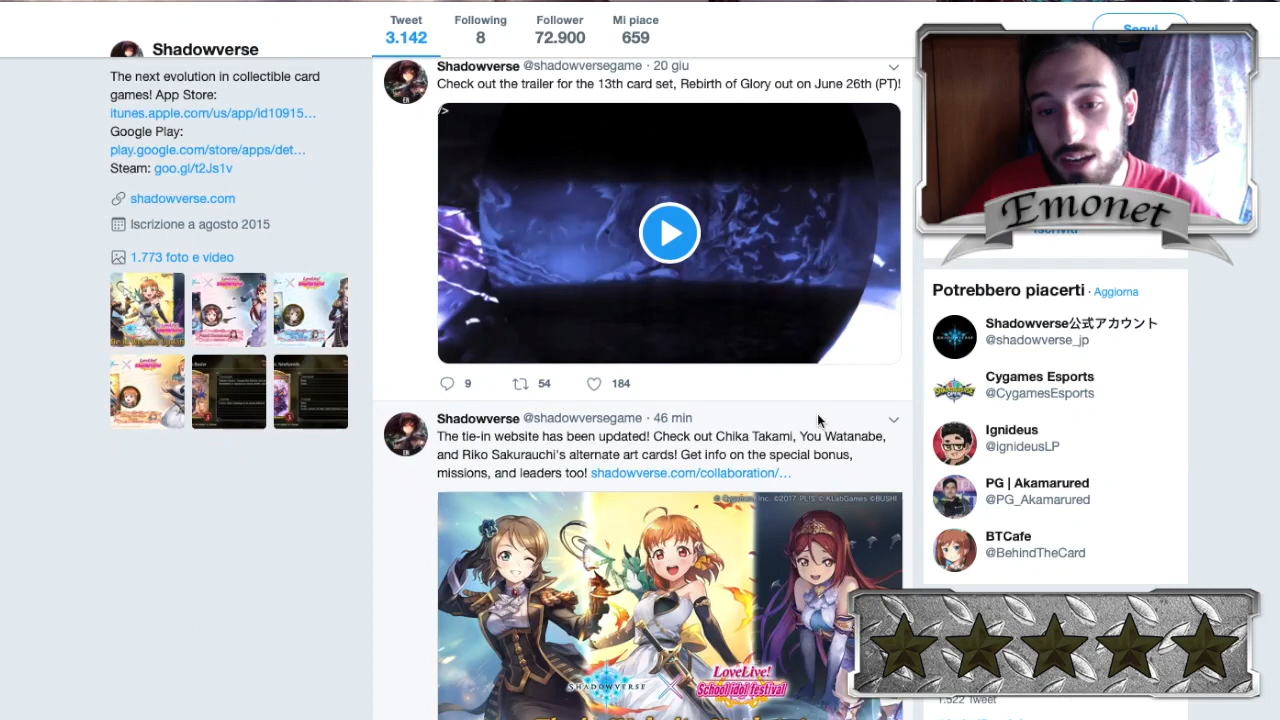 Tweet
3.142
Following
8
Follower
72.900
Mi piace
659
Segui
Shadowverse
The next evolution in collectible card
games! App Store:
itunes.apple.com/us/app/id10915...
Google Play:
play.google.com/store/apps/det...
Steam: goo.gl/t2Js1v
shadowverse.com
Iscrizione a agosto 2015
1.773 foto e video
Shadowverse @shadowversegame · 20 giu
Check out the trailer for the 13th card set, Rebirth of Glory out on June 26th (PT)!
/>
EN
9
54
184
Shadowverse @shadowversegame · 46 min
The tie-in website has been updated! Check out Chika Takami, You Watanabe,
and Riko Sakurauchi's alternate art cards! Get info on the special bonus,
missions, and leaders too! shadowverse.com/collaboration/...
EN
SHADOWVERSE
LoveLive!
School idol festival
Emonet
Iscriviti
Potrebbero piacerti · Aggiorna
Shadowverse公式アカウント
@shadowverse_jp
Cygames Esports
@CygamesEsports
Ignideus
@ignideusLP
PG | Akamarured
@PG_Akamarured
BTCafe
@BehindTheCard
1.522 Tweet